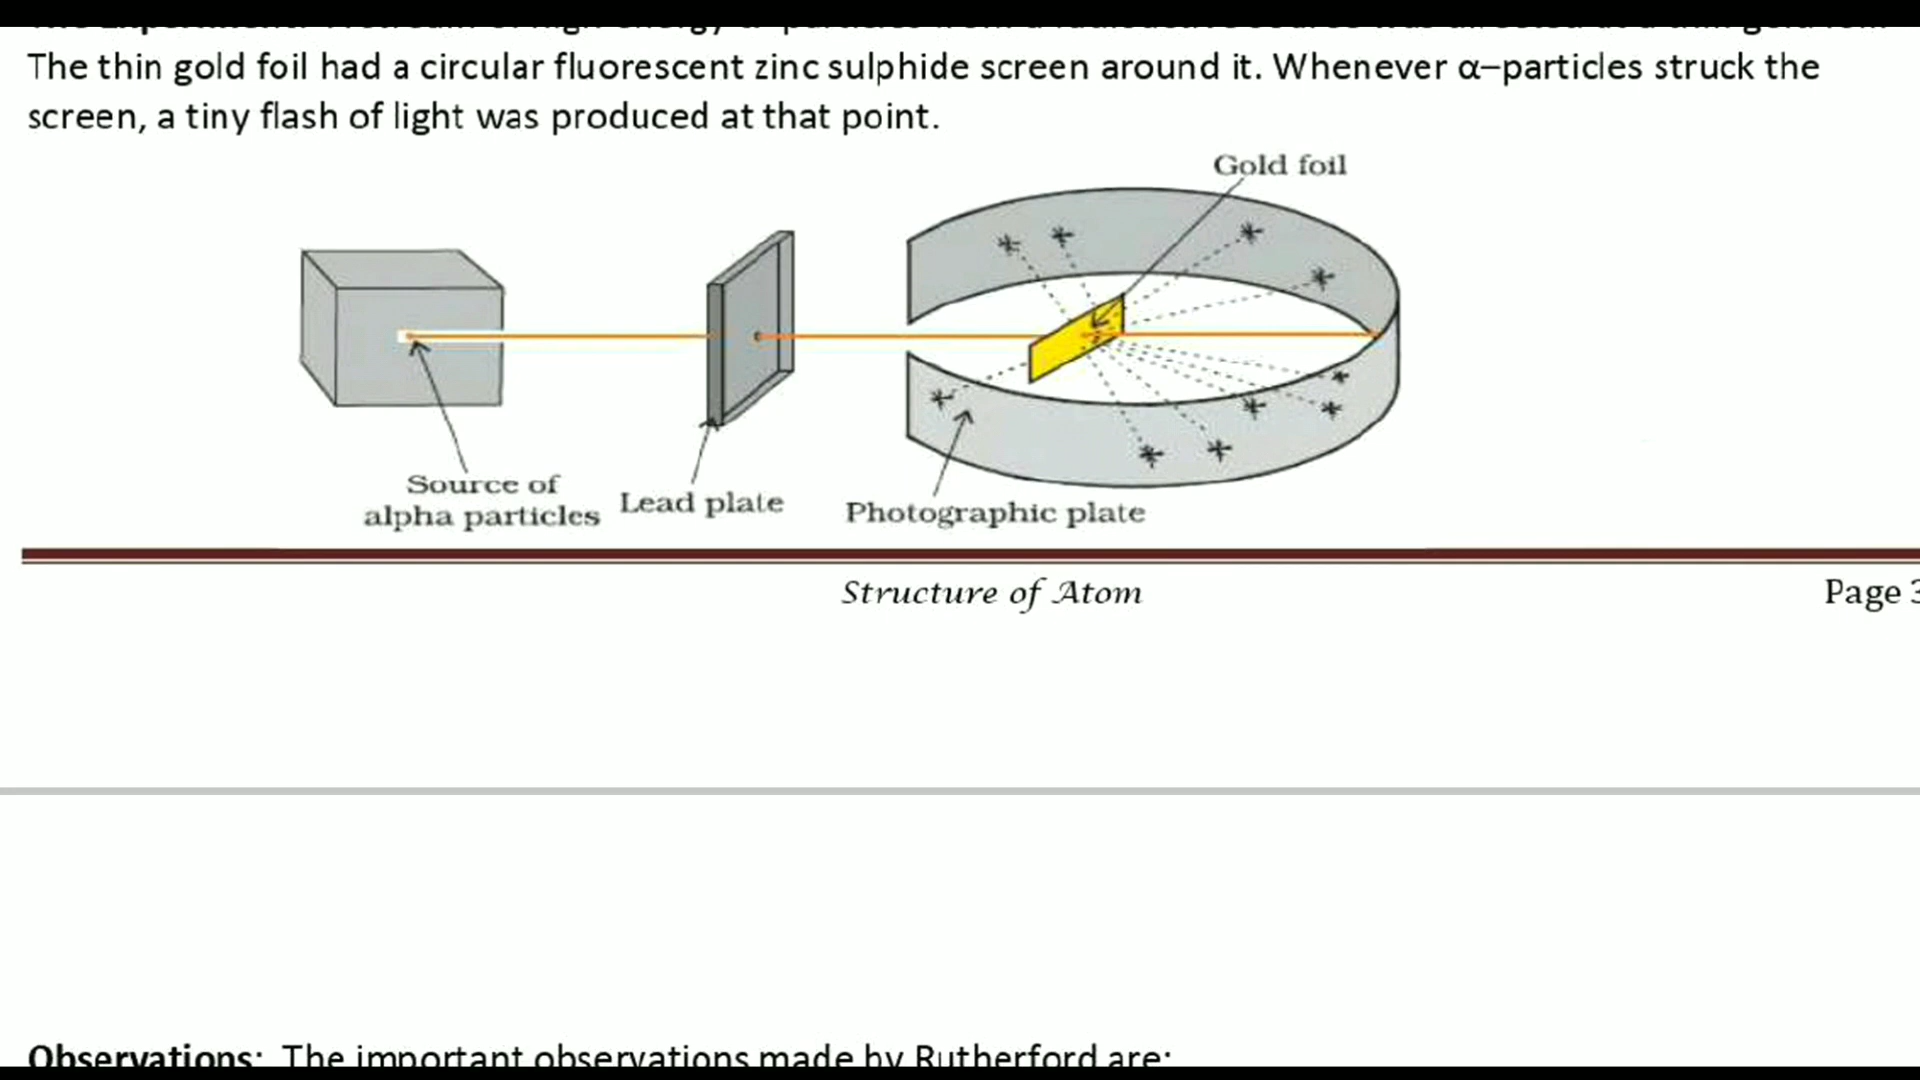 The thin gold foil had a circular fluorescent zinc sulphide screen around it. Whenever α–particles struck the
screen, a tiny flash of light was produced at that point.
Gold foil
Source of
alpha particles
Lead plate
Photographic plate
Structure of Atom
Page 3
Observations: The important observations made by Rutherford are: